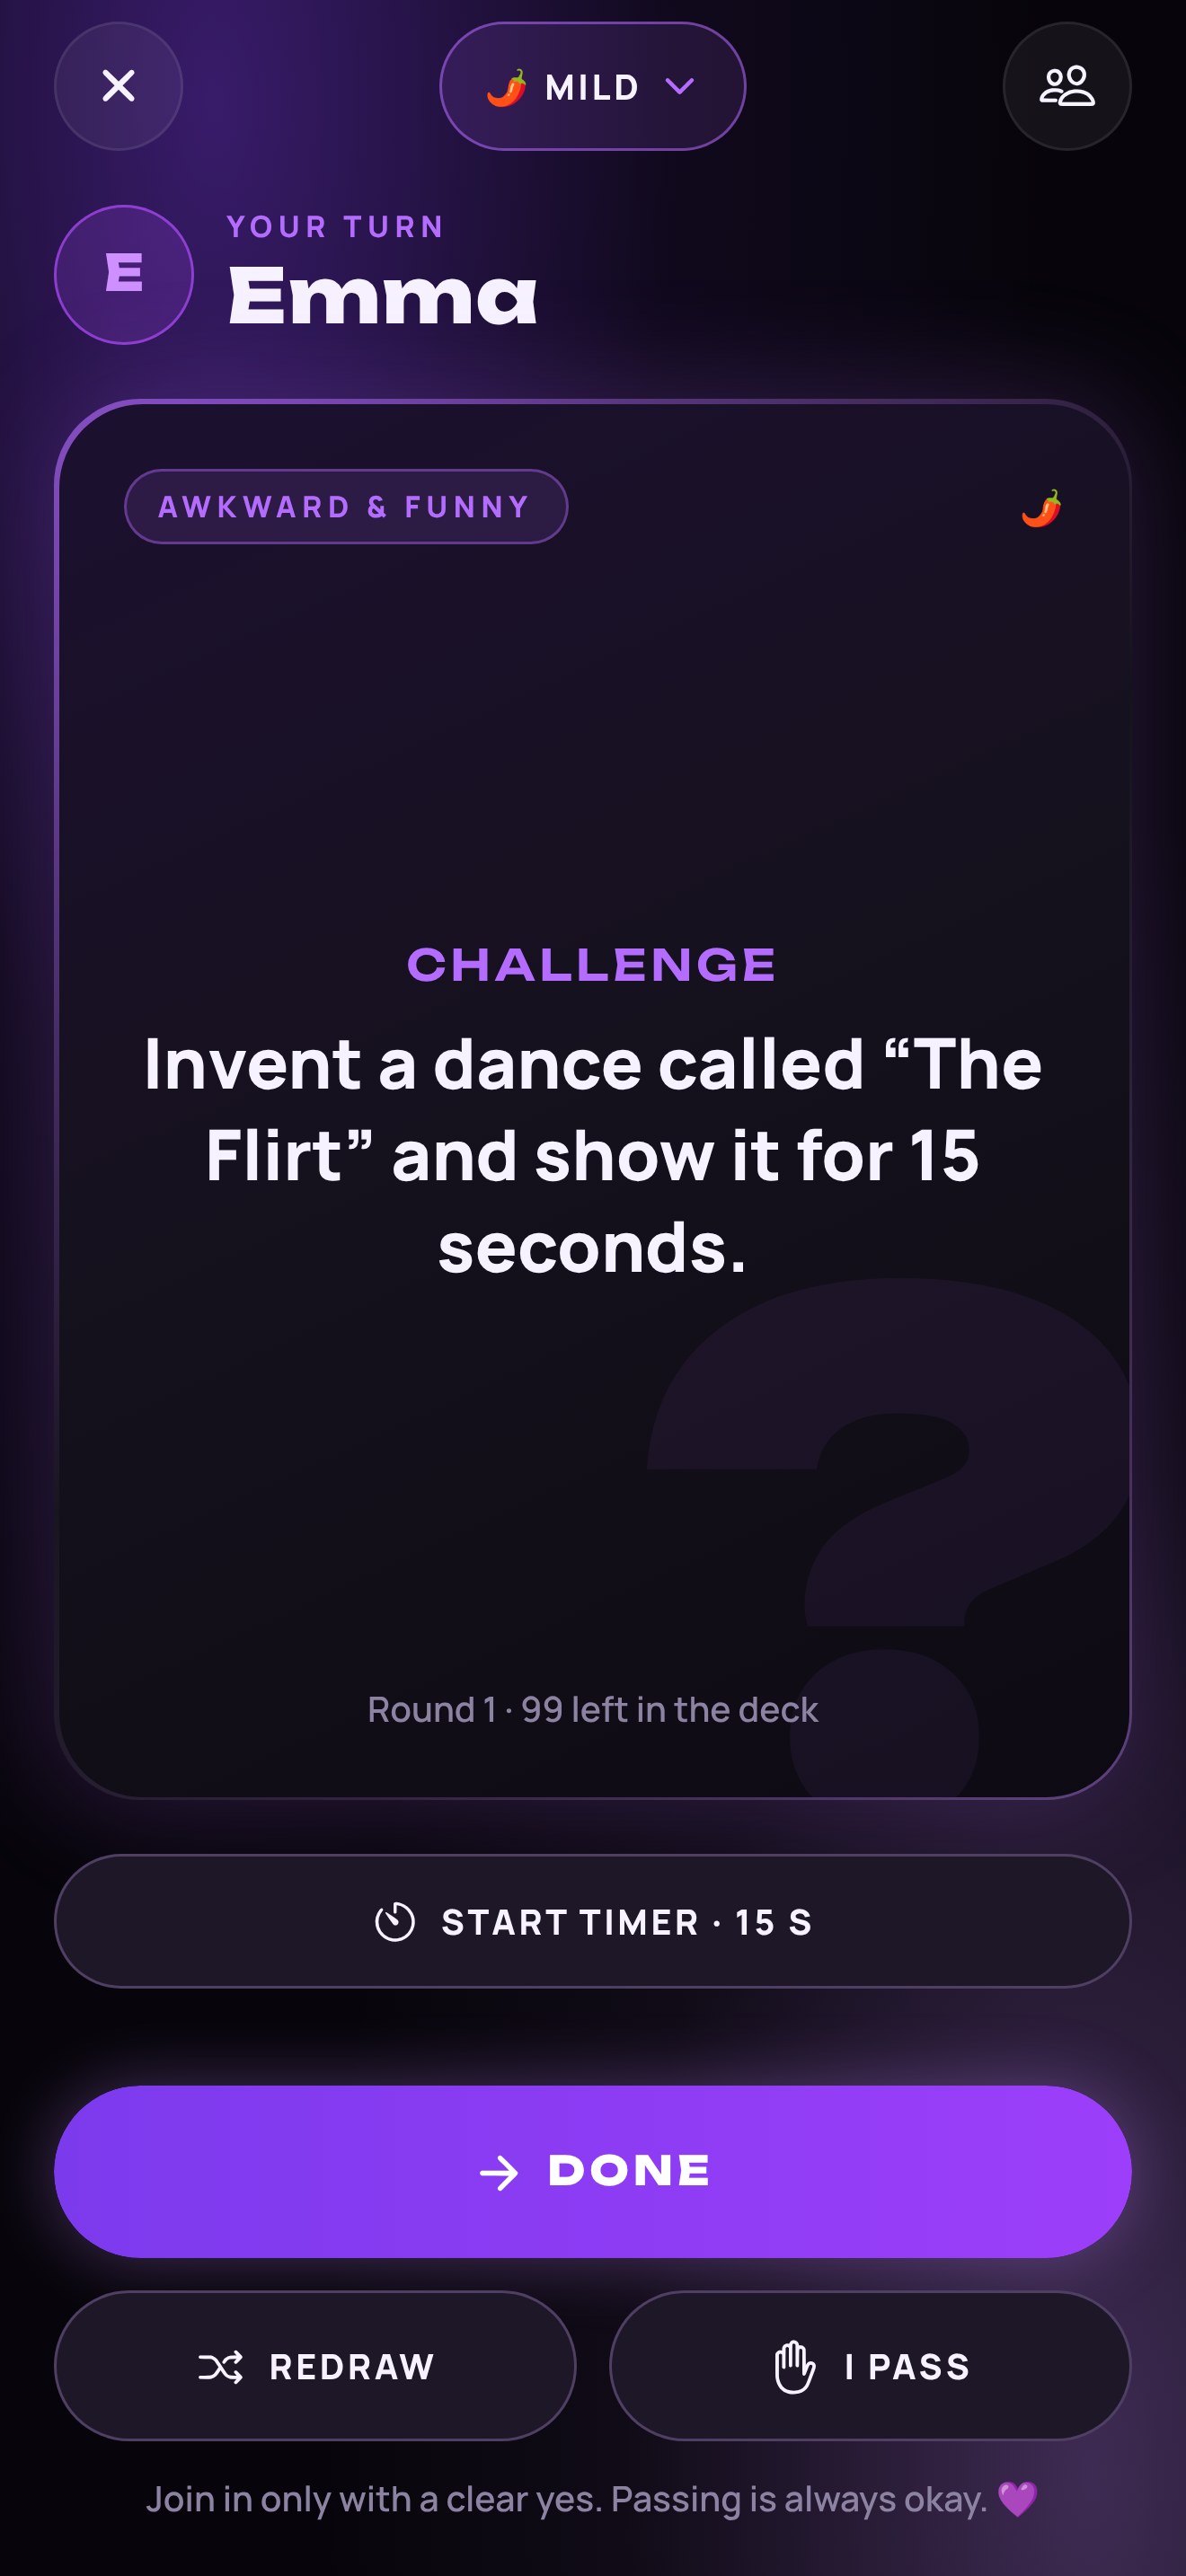 🌶️ MILD
YOUR TURN
E
Emma
AWKWARD & FUNNY
🌶️
CHALLENGE
Invent a dance called “The
Flirt” and show it for 15
seconds.
?
Round 1 · 99 left in the deck
START TIMER · 15 S
→ DONE
REDRAW
I PASS
Join in only with a clear yes. Passing is always okay. 💜